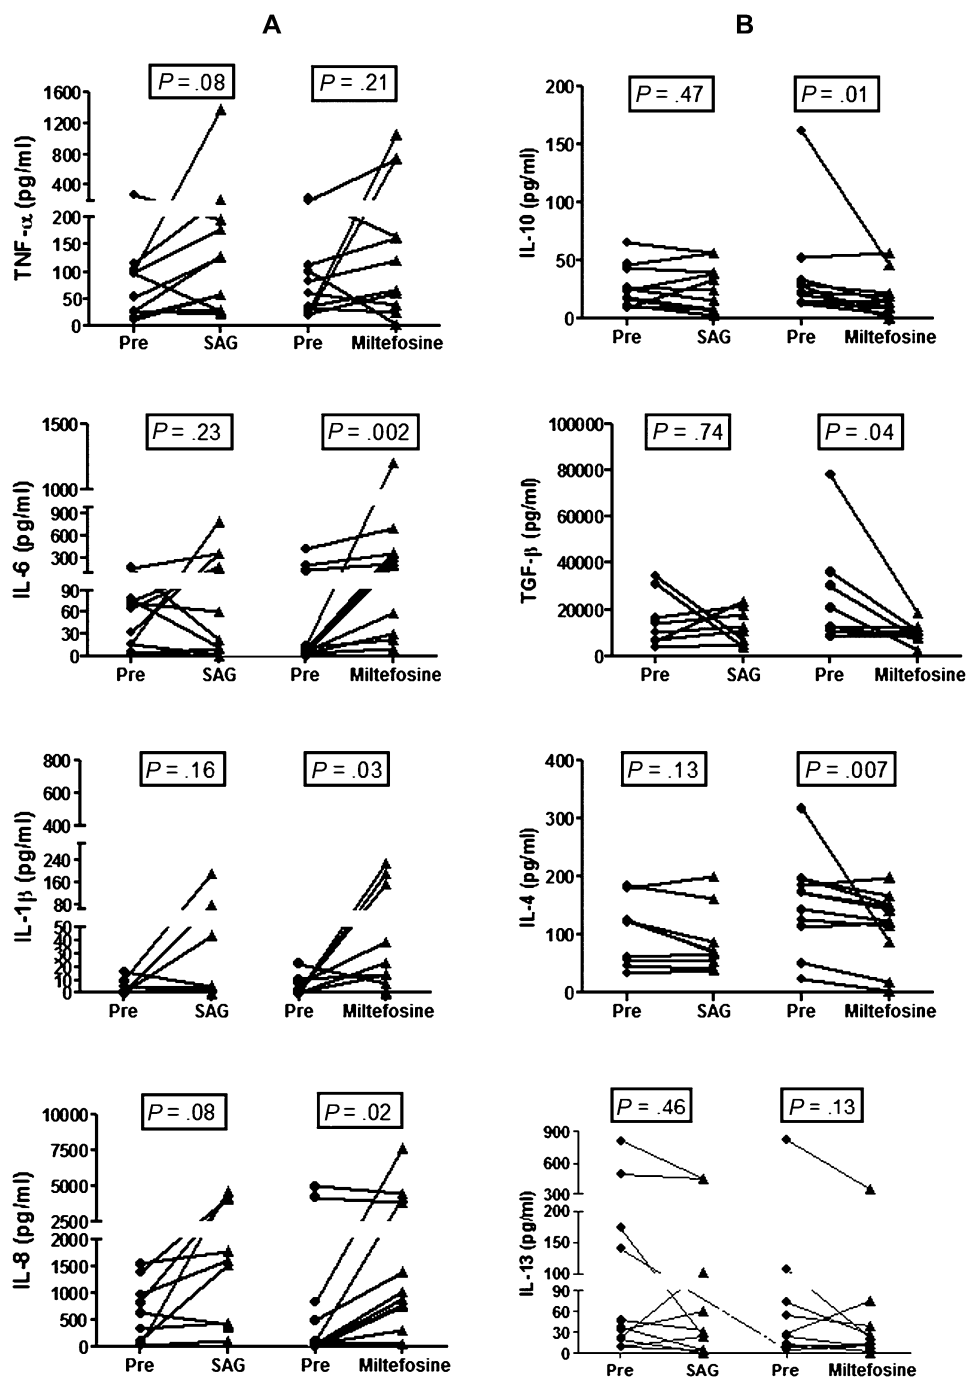 A
B
P = .08
P = .21
TNF-α (pg/ml)
1600
1200
800
400
200
150
100
50
0
Pre
SAG
Pre
Miltefosine
P = .47
P = .01
IL-10 (pg/ml)
200
150
100
50
0
Pre
SAG
Pre
Miltefosine
P = .23
P = .002
IL-6 (pg/ml)
1500
1000
900
600
300
90
60
30
0
Pre
SAG
Pre
Miltefosine
P = .74
P = .04
TGF-β (pg/ml)
100000
80000
60000
40000
20000
0
Pre
SAG
Pre
Miltefosine
P = .16
P = .03
IL-1β (pg/ml)
800
600
400
240
160
80
50
40
30
20
10
0
Pre
SAG
Pre
Miltefosine
P = .13
P = .007
IL-4 (pg/ml)
400
300
200
100
0
Pre
SAG
Pre
Miltefosine
P = .08
P = .02
IL-8 (pg/ml)
10000
7500
5000
2500
2000
1500
1000
500
0
Pre
SAG
Pre
Miltefosine
P = .46
P = .13
IL-13 (pg/ml)
900
600
300
200
150
100
90
60
30
0
Pre
SAG
Pre
Miltefosine